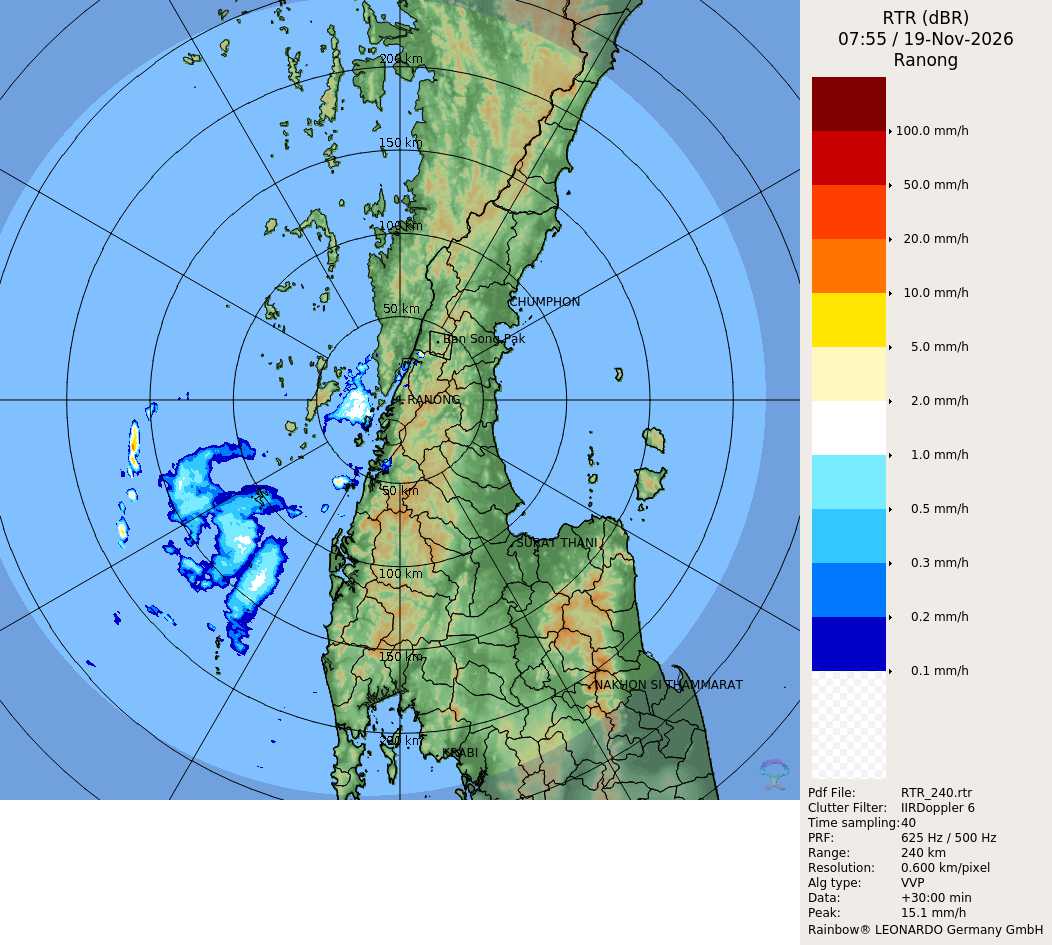 RTR (dBR)
07:55 / 19-Nov-2026
Ranong
200 km
150 km
100 km
50 km
CHUMPHON
Ban Song Pak
RANONG
50 km
SURAT THANI
100 km
150 km
NAKHON SI THAMMARAT
200 km
KRABI
100.0 mm/h
50.0 mm/h
20.0 mm/h
10.0 mm/h
5.0 mm/h
2.0 mm/h
1.0 mm/h
0.5 mm/h
0.3 mm/h
0.2 mm/h
0.1 mm/h
Pdf File: RTR_240.rtr
Clutter Filter: IIRDoppler 6
Time sampling: 40
PRF: 625 Hz / 500 Hz
Range: 240 km
Resolution: 0.600 km/pixel
Alg type: VVP
Data: +30:00 min
Peak: 15.1 mm/h
Rainbow® LEONARDO Germany GmbH